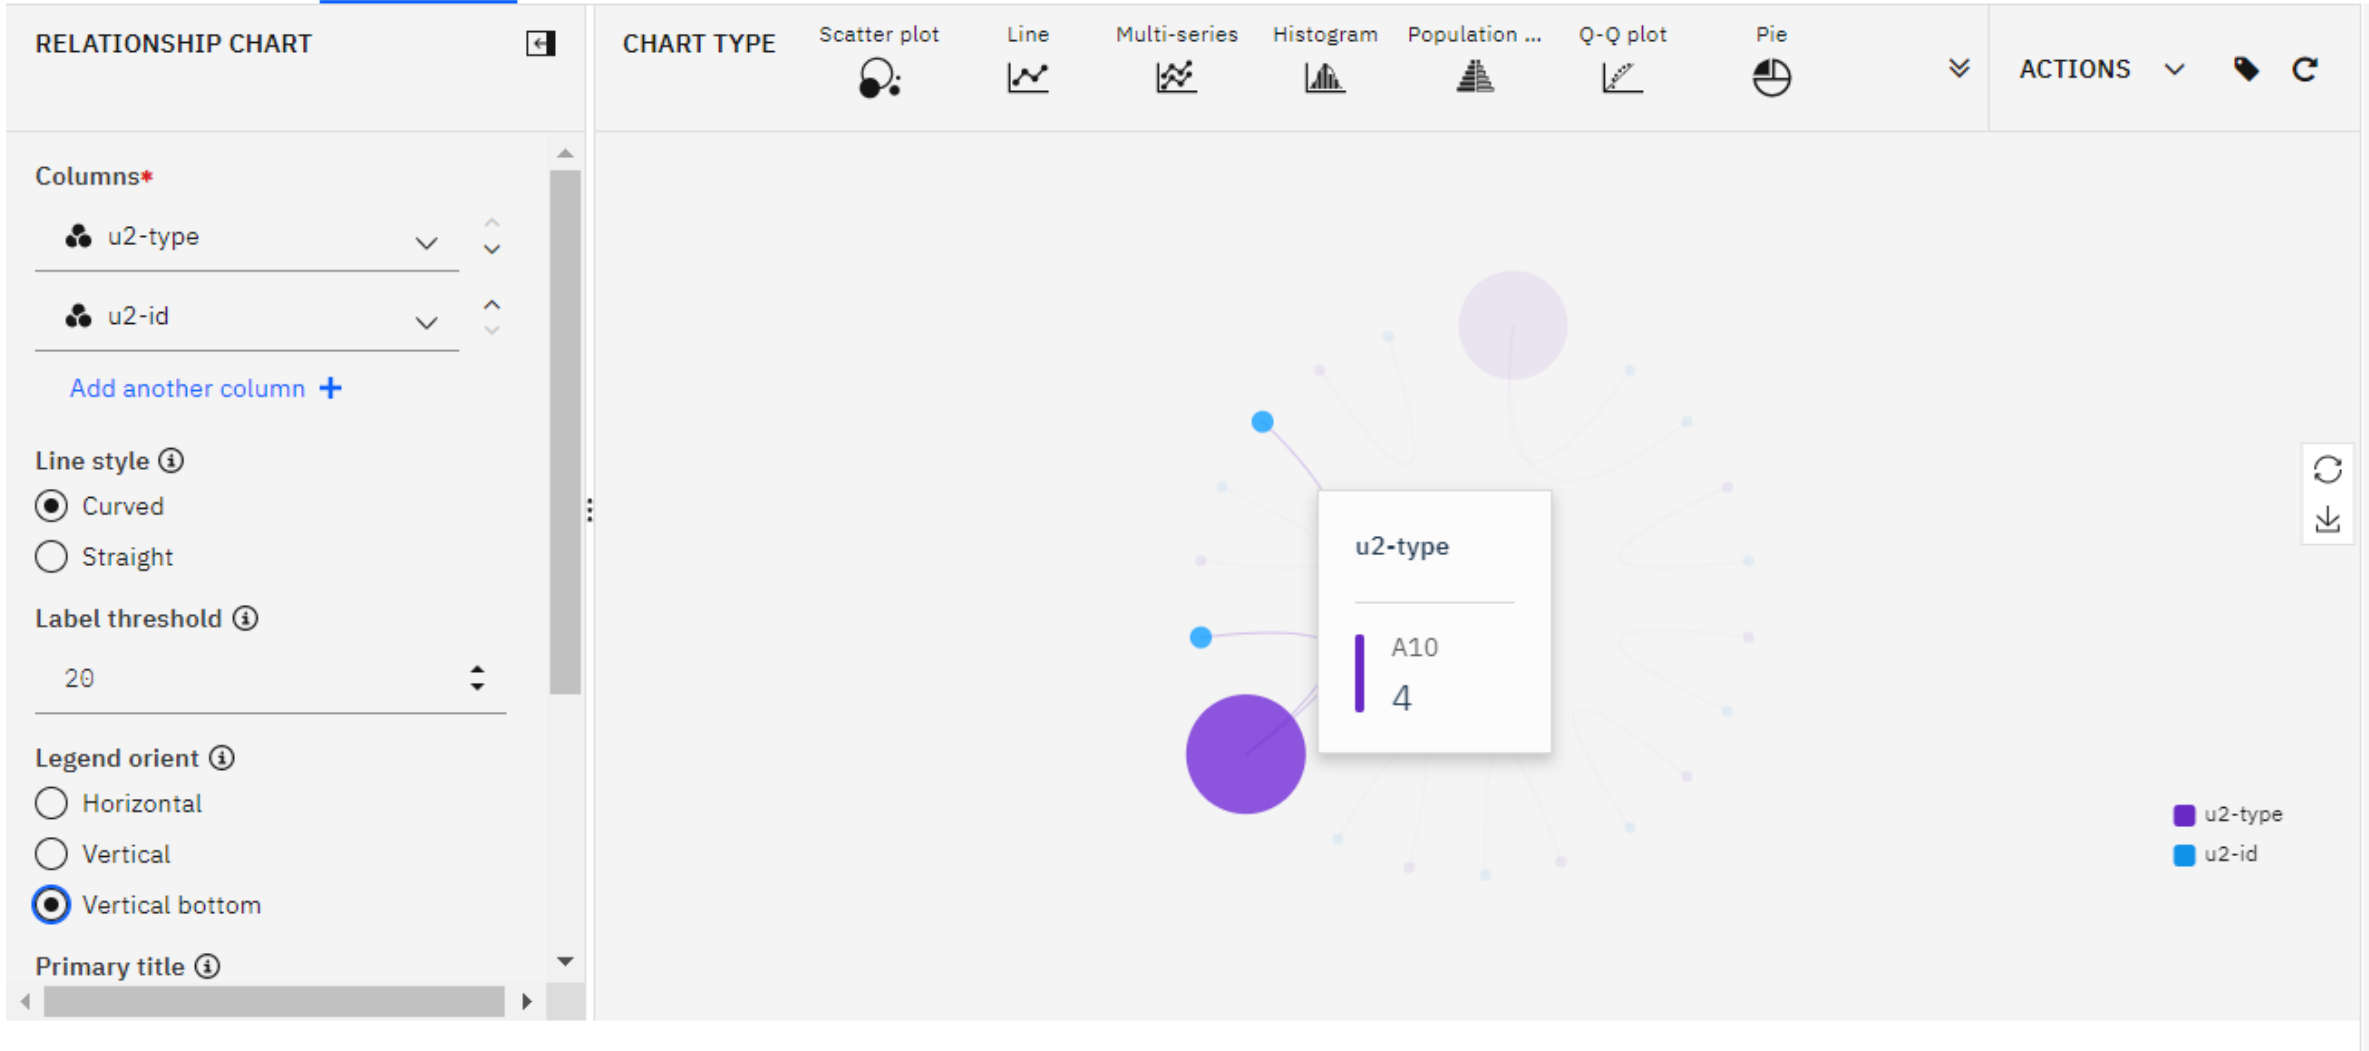 RELATIONSHIP CHART
CHART TYPE
Scatter plot
Line
Multi-series
Histogram
Population ...
Q-Q plot
Pie
ACTIONS
Columns*
u2-type
u2-id
Add another column +
Line style
Curved
Straight
Label threshold
20
Legend orient
Horizontal
Vertical
Vertical bottom
Primary title
u2-type
A10
4
u2-type
u2-id